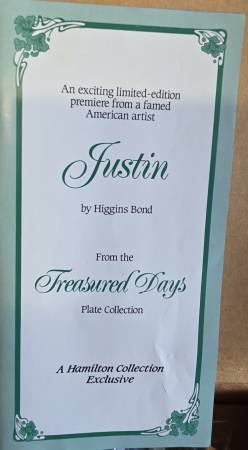 An exciting limited-edition
premiere from a famed
American artist
Justin
by Higgins Bond
From the
Treasured Days
Plate Collection
A Hamilton Collection
Exclusive